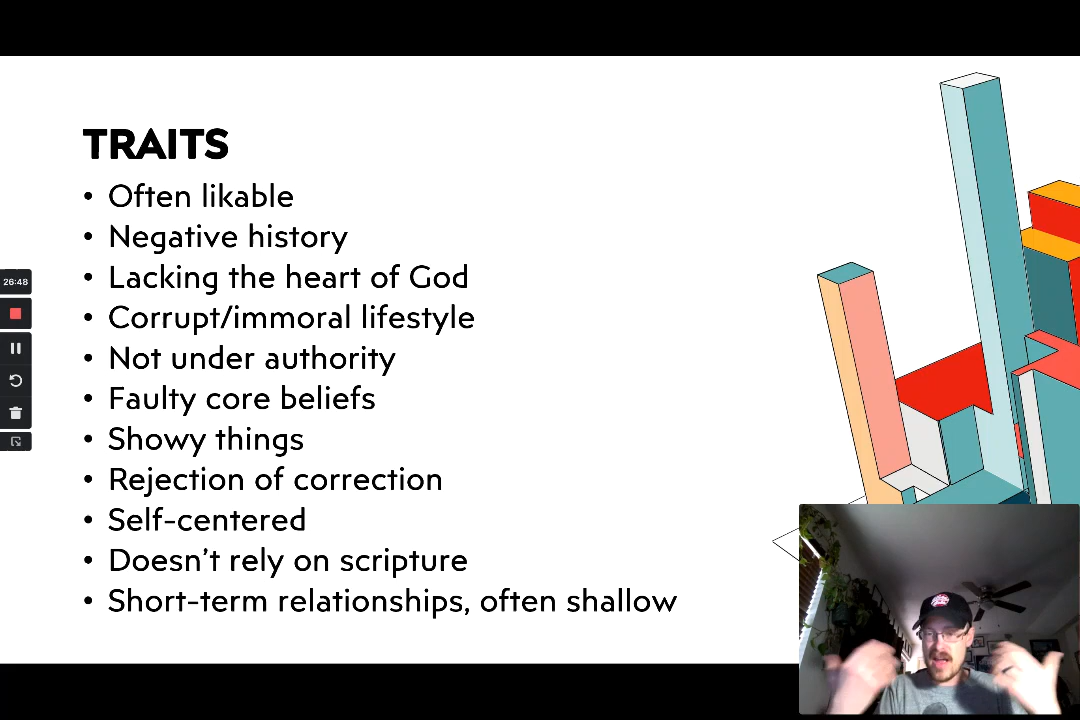 TRAITS
• Often likable
• Negative history
• Lacking the heart of God
• Corrupt/immoral lifestyle
• Not under authority
• Faulty core beliefs
• Showy things
• Rejection of correction
• Self-centered
• Doesn’t rely on scripture
• Short-term relationships, often shallow
26:48